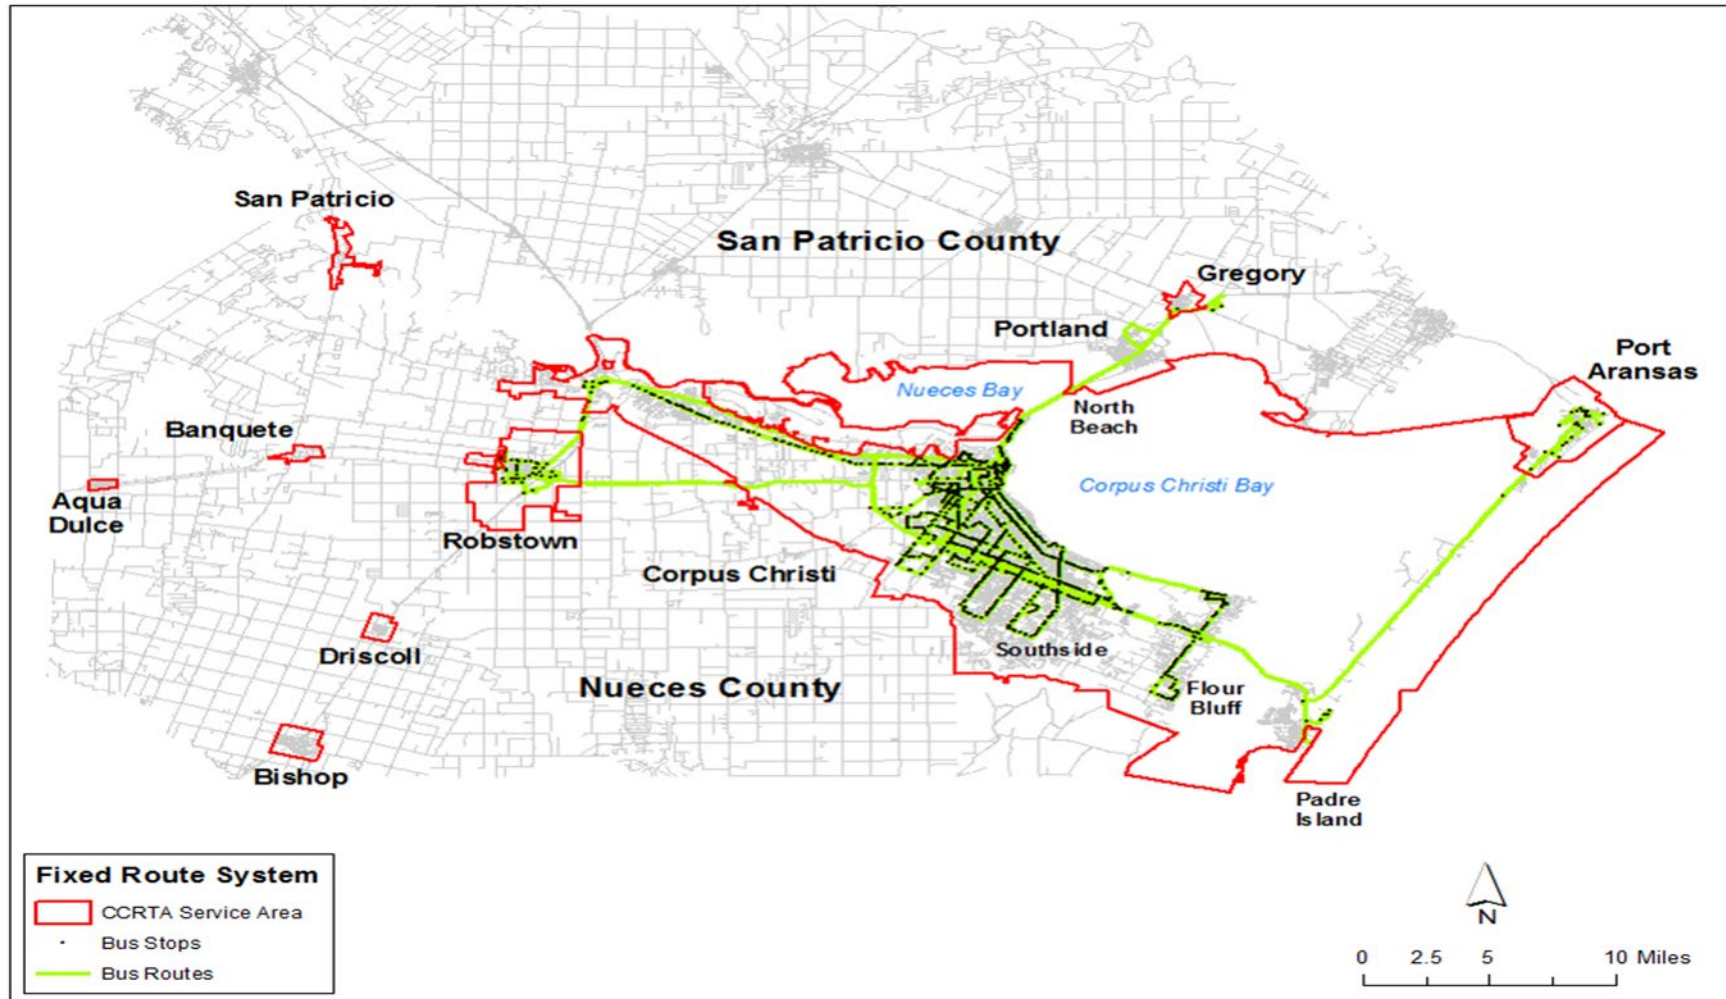 San Patricio
San Patricio County
Gregory
Portland
Port
Aransas
Nueces Bay
North
Beach
Banquete
Corpus Christi Bay
Aqua
Dulce
Robstown
Corpus Christi
Driscoll
Southside
Nueces County
Flour
Bluff
Bishop
Padre
Island
Fixed Route System
CCRTA Service Area
Bus Stops
Bus Routes
N
0 2.5 5 10 Miles